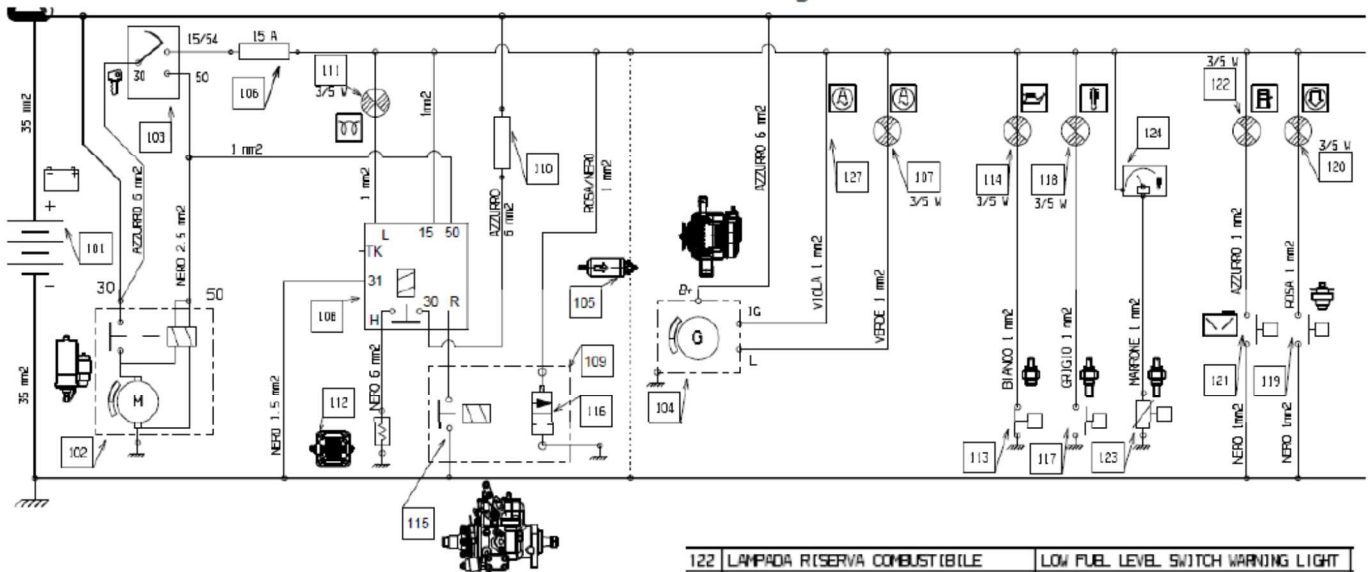 15/54
15 A
30
50
103
106
111
3/5 W
35 mm2
1 mm2
1mm2
AZZURRO 6 mm2
NERO 2.5 mm2
+
-
101
30
50
M
102
35 mm2
L
15
50
TK
31
30
R
H
108
1 mm2
110
AZZURRO
6 mm2
ROSA/NERO
1 mm2
105
NERO 1.5 mm2
NERO 6 mm2
112
109
116
115
AZZURRO 6 mm2
B+
G
IG
L
104
VIOLA 1 mm2
VERDE 1 mm2
127
107
3/5 W
114
3/5 W
118
3/5 W
124
BIANCO 1 mm2
GRIGIO 1 mm2
MARRONE 1 mm2
113
117
123
122
3/5 W
3/5 W
120
AZZURRO 1 mm2
ROSA 1 mm2
121
119
NERO 1mm2
NERO 1mm2
122 LAMPADA RISERVA COMBUSTIBILE LOW FUEL LEVEL SWITCH WARNING LIGHT